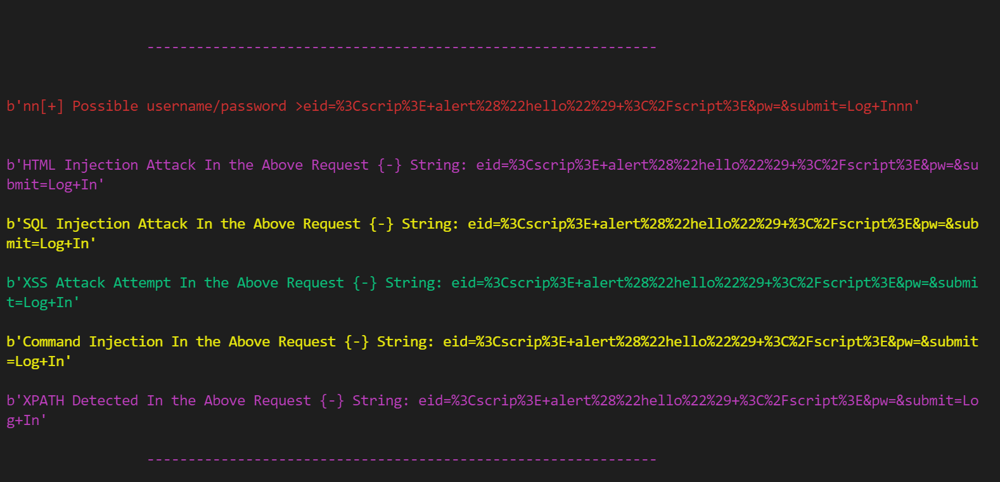 --------------------------------------------------------------
b'nn[+] Possible username/password >eid=%3Cscrip%3E+alert%28%22hello%22%29+%3C%2Fscript%3E&pw=&submit=Log+Innn'
b'HTML Injection Attack In the Above Request {-} String: eid=%3Cscrip%3E+alert%28%22hello%22%29+%3C%2Fscript%3E&pw=&su
bmit=Log+In'
b'SQL Injection Attack In the Above Request {-} String: eid=%3Cscrip%3E+alert%28%22hello%22%29+%3C%2Fscript%3E&pw=&sub
mit=Log+In'
b'XSS Attack Attempt In the Above Request {-} String: eid=%3Cscrip%3E+alert%28%22hello%22%29+%3C%2Fscript%3E&pw=&submi
t=Log+In'
b'Command Injection In the Above Request {-} String: eid=%3Cscrip%3E+alert%28%22hello%22%29+%3C%2Fscript%3E&pw=&submit
=Log+In'
b'XPATH Detected In the Above Request {-} String: eid=%3Cscrip%3E+alert%28%22hello%22%29+%3C%2Fscript%3E&pw=&submit=Lo
g+In'
--------------------------------------------------------------